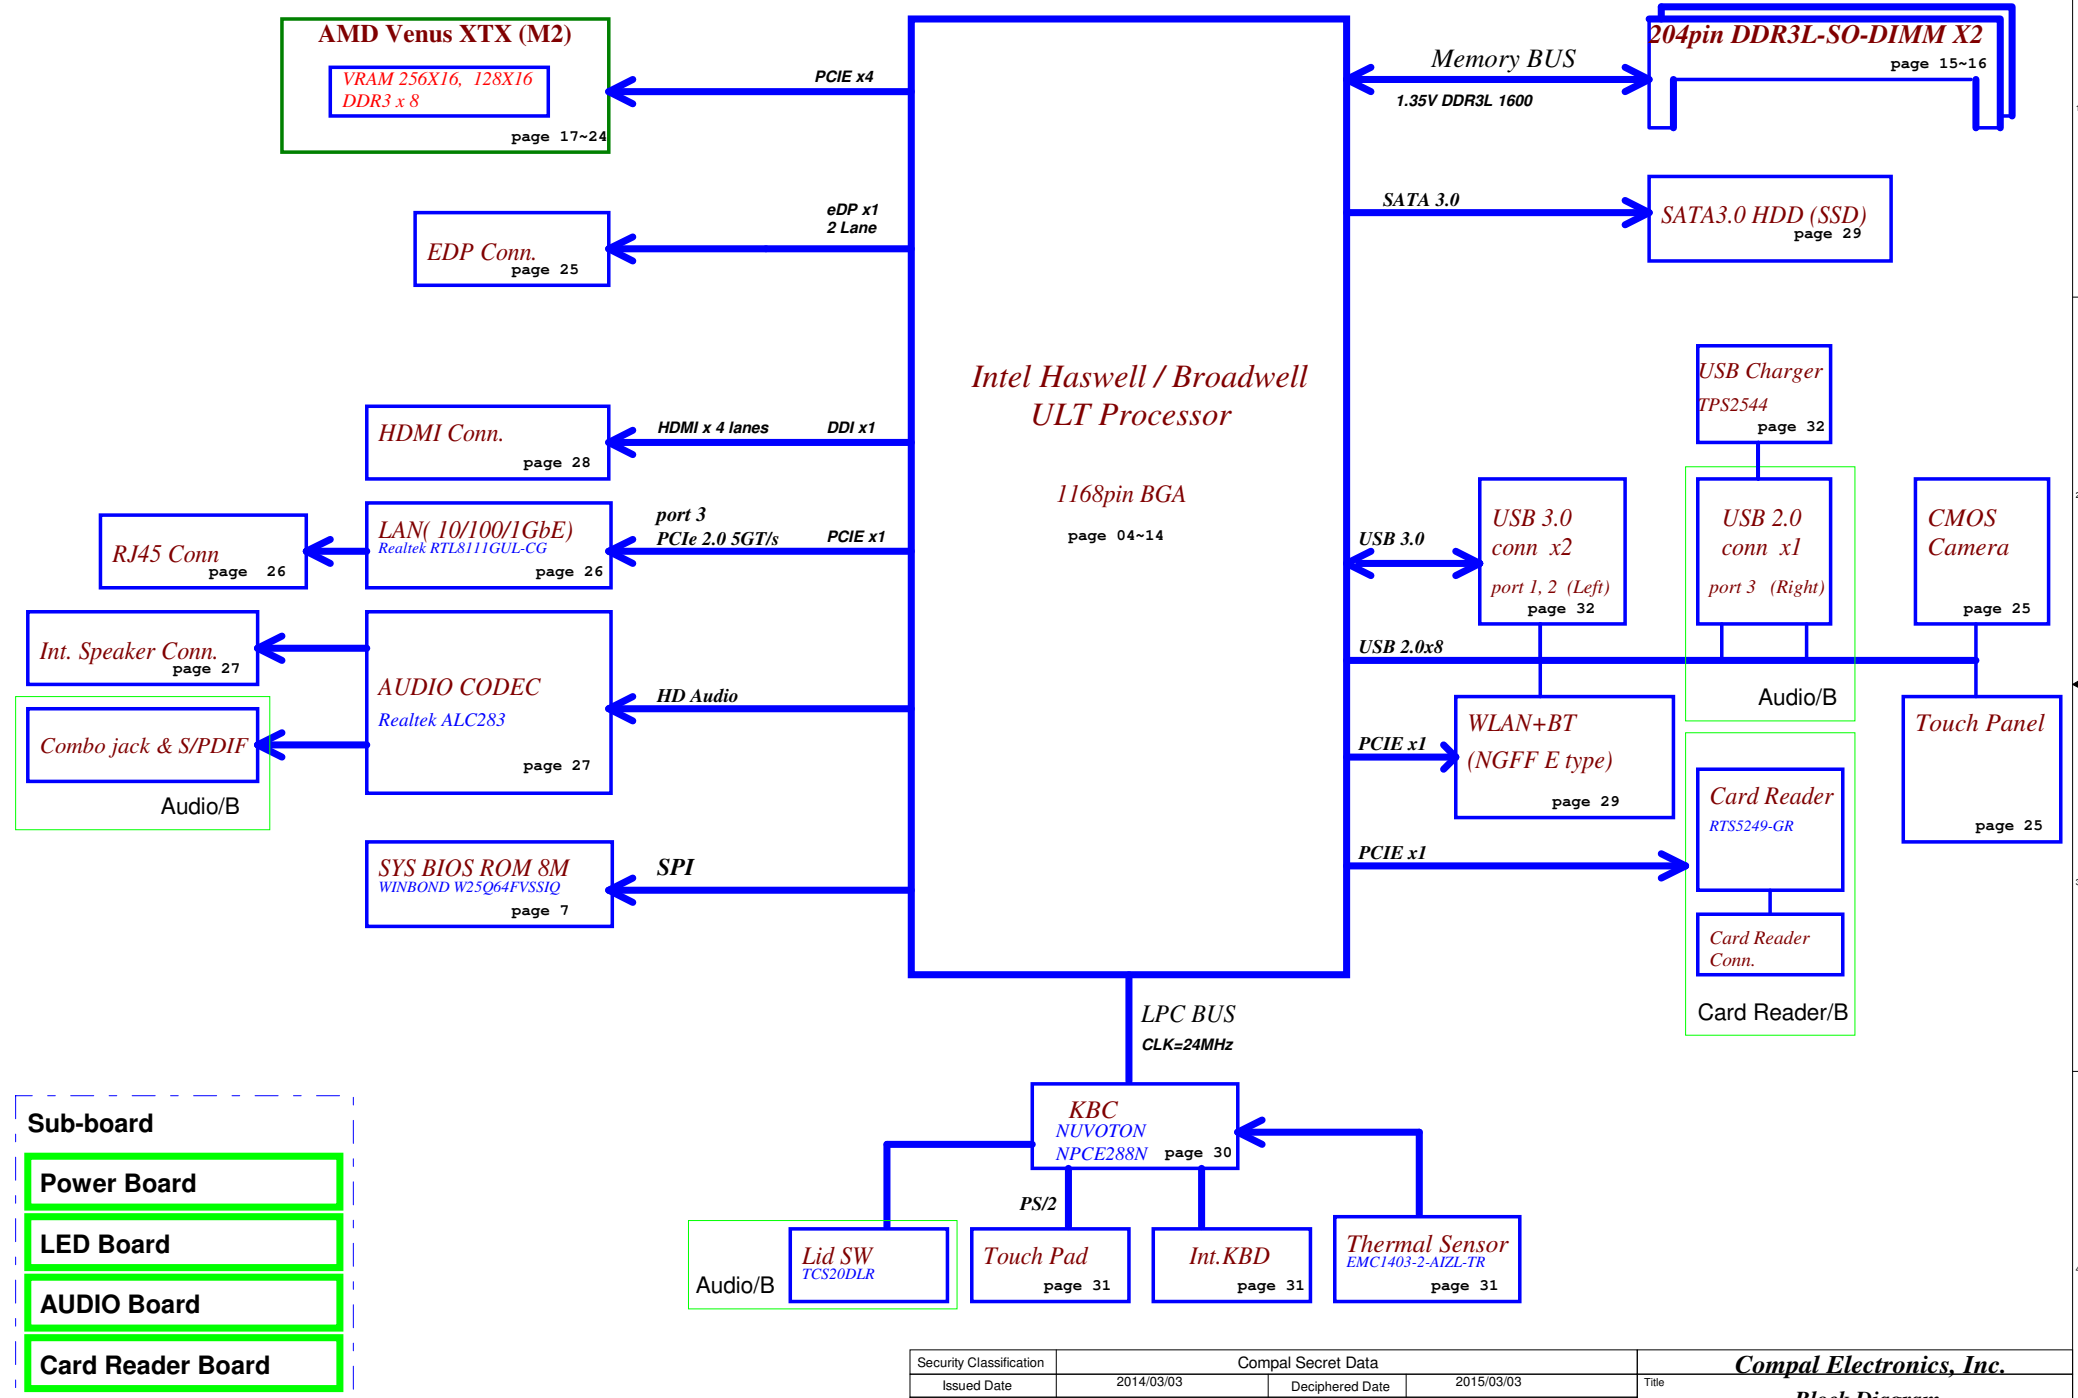 AMD Venus XTX (M2)
VRAM 256X16, 128X16
DDR3 x 8
page 17~24
PCIE x4
Memory BUS
1.35V DDR3L 1600
204pin DDR3L-SO-DIMM X2
page 15~16
EDP Conn.
page 25
eDP x1
2 Lane
SATA 3.0
SATA3.0 HDD (SSD)
page 29
Intel Haswell / Broadwell
ULT Processor
1168pin BGA
page 04~14
USB Charger
TPS2544
page 32
HDMI Conn.
page 28
HDMI x 4 lanes
DDI x1
RJ45 Conn
page 26
LAN( 10/100/1GbE)
Realtek RTL8111GUL-CG
page 26
port 3
PCIe 2.0 5GT/s
PCIE x1
USB 3.0
USB 3.0
conn x2
port 1, 2 (Left)
page 32
USB 2.0
conn x1
port 3 (Right)
CMOS
Camera
page 25
USB 2.0x8
Audio/B
Int. Speaker Conn.
page 27
Combo jack & S/PDIF
Audio/B
AUDIO CODEC
Realtek ALC283
page 27
HD Audio
PCIE x1
WLAN+BT
(NGFF E type)
page 29
Touch Panel
page 25
Card Reader
RTS5249-GR
PCIE x1
Card Reader
Conn.
Card Reader/B
SYS BIOS ROM 8M
WINBOND W25Q64FVSSIQ
page 7
SPI
LPC BUS
CLK=24MHz
KBC
NUVOTON
NPCE288N
page 30
PS/2
Audio/B
Lid SW
TCS20DLR
Touch Pad
page 31
Int.KBD
page 31
Thermal Sensor
EMC1403-2-AIZL-TR
page 31
Sub-board
Power Board
LED Board
AUDIO Board
Card Reader Board
Security Classification
Compal Secret Data
Compal Electronics, Inc.
Issued Date
2014/03/03
Deciphered Date
2015/03/03
Title
Block Diagram
1
2
3
4